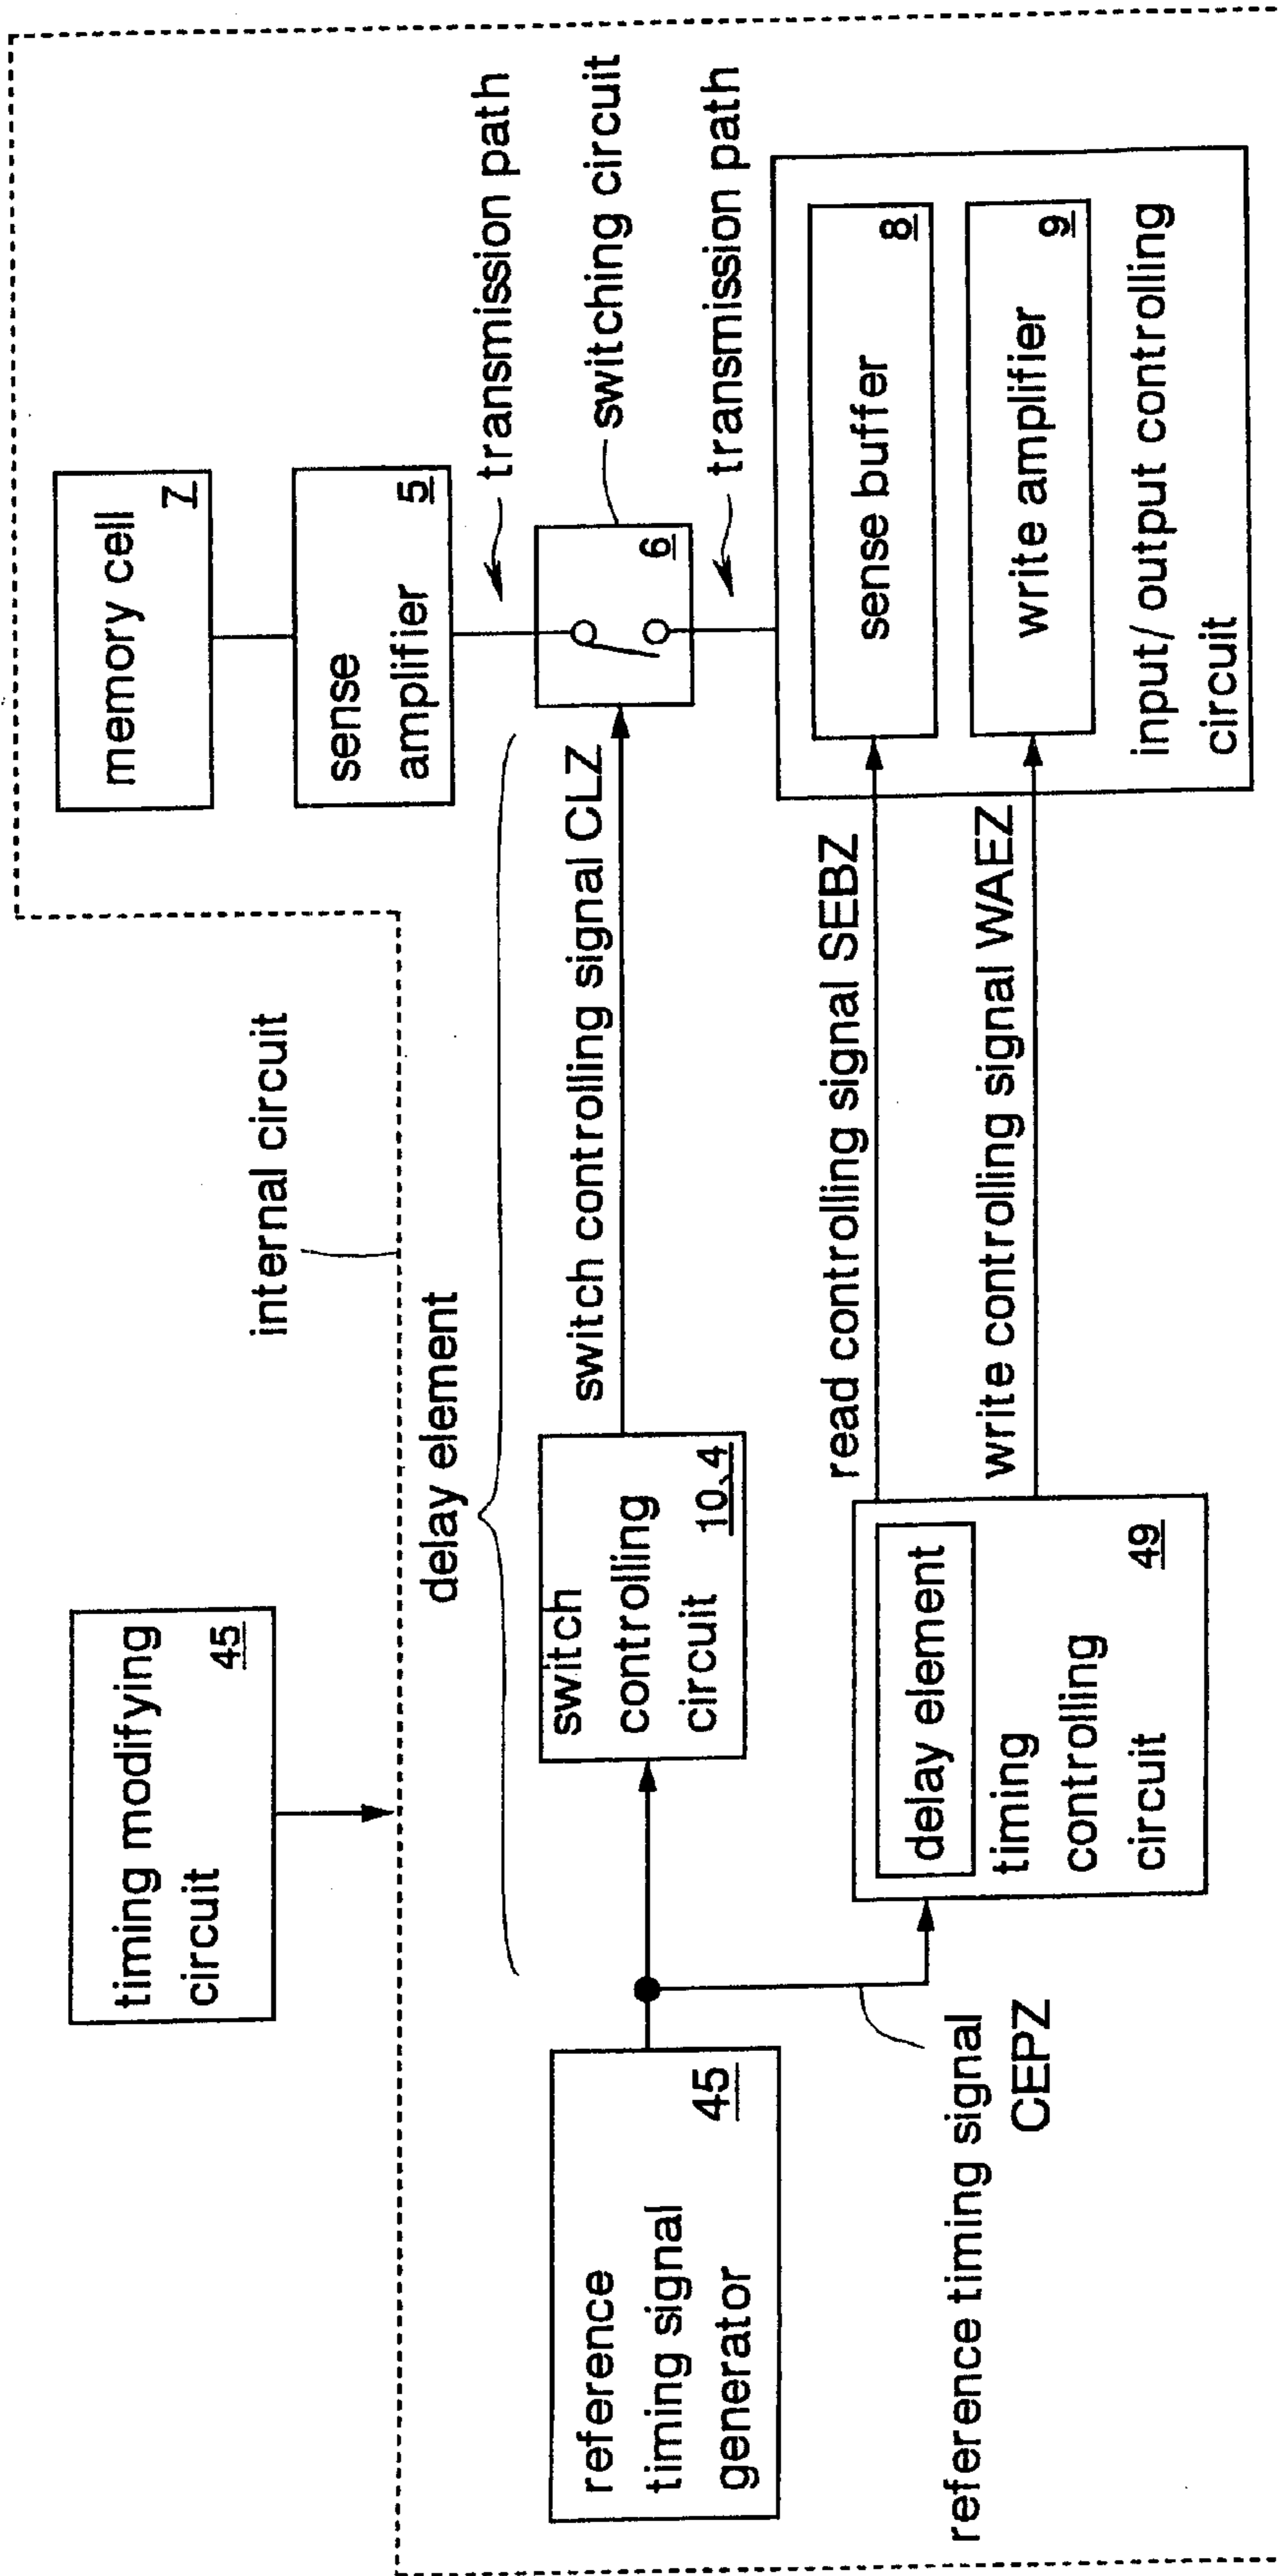 timing modifying
circuit
45
internal circuit
memory cell
7
sense
amplifier
5
transmission path
delay element
switching circuit
6
switch controlling signal CLZ
switch
controlling
circuit
10、4
transmission path
reference
timing signal
generator
45
reference timing signal
CEPZ
delay element
timing
controlling
circuit
49
read controlling signal SEBZ
write controlling signal WAEZ
sense buffer
8
write amplifier
9
input/ output controlling
circuit